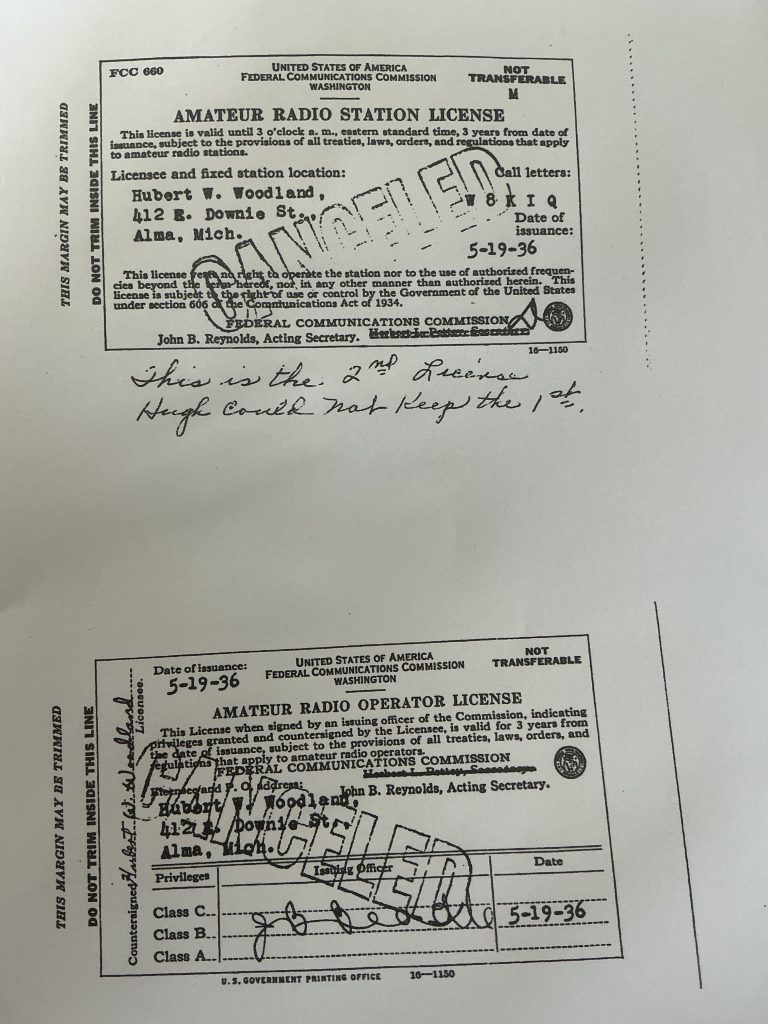 FCC 660
UNITED STATES OF AMERICA
FEDERAL COMMUNICATIONS COMMISSION
WASHINGTON
NOT
TRANSFERABLE
M
AMATEUR RADIO STATION LICENSE
This license is valid until 3 o'clock a. m., eastern standard time, 3 years from date of
issuance, subject to the provisions of all treaties, laws, orders, and regulations that apply
to amateur radio stations.
Licensee and fixed station location:
Call letters:
Hubert W. Woodland,
W 8 K I Q
412 E. Downie St.,
Date of
issuance:
Alma, Mich.
5-19-36
CANCELED
This license vests no right to operate the station nor to the use of authorized frequen-
cies beyond the term hereof, nor in any other manner than authorized herein. This
license is subject to the right of use or control by the Government of the United States
under section 606 of the Communications Act of 1934.
FEDERAL COMMUNICATIONS COMMISSION
John B. Reynolds, Acting Secretary. Herbert L. Pettey, Secretary
16—1150
THIS MARGIN MAY BE TRIMMED
DO NOT TRIM INSIDE THIS LINE
This is the 2nd License
Hugh could not keep the 1st.
Date of issuance:
5-19-36
UNITED STATES OF AMERICA
FEDERAL COMMUNICATIONS COMMISSION
WASHINGTON
NOT
TRANSFERABLE
AMATEUR RADIO OPERATOR LICENSE
This License when signed by an issuing officer of the Commission, indicating
privileges granted and countersigned by the Licensee, is valid for 3 years from
the date of issuance, subject to the provisions of all treaties, laws, orders, and
regulations that apply to amateur radio operators.
FEDERAL COMMUNICATIONS COMMISSION
Herbert L. Pettey, Secretary
Licensee and P. O. address:
John B. Reynolds, Acting Secretary.
Hubert W. Woodland,
412 E. Downie St.,
Alma, Mich.
CANCELED
Privileges
Issuing Officer
Date
Class C
5-19-36
Class B
Class A
Countersigned Hubert W. Woodland
Licensee.
THIS MARGIN MAY BE TRIMMED
DO NOT TRIM INSIDE THIS LINE
U. S. GOVERNMENT PRINTING OFFICE
16—1150